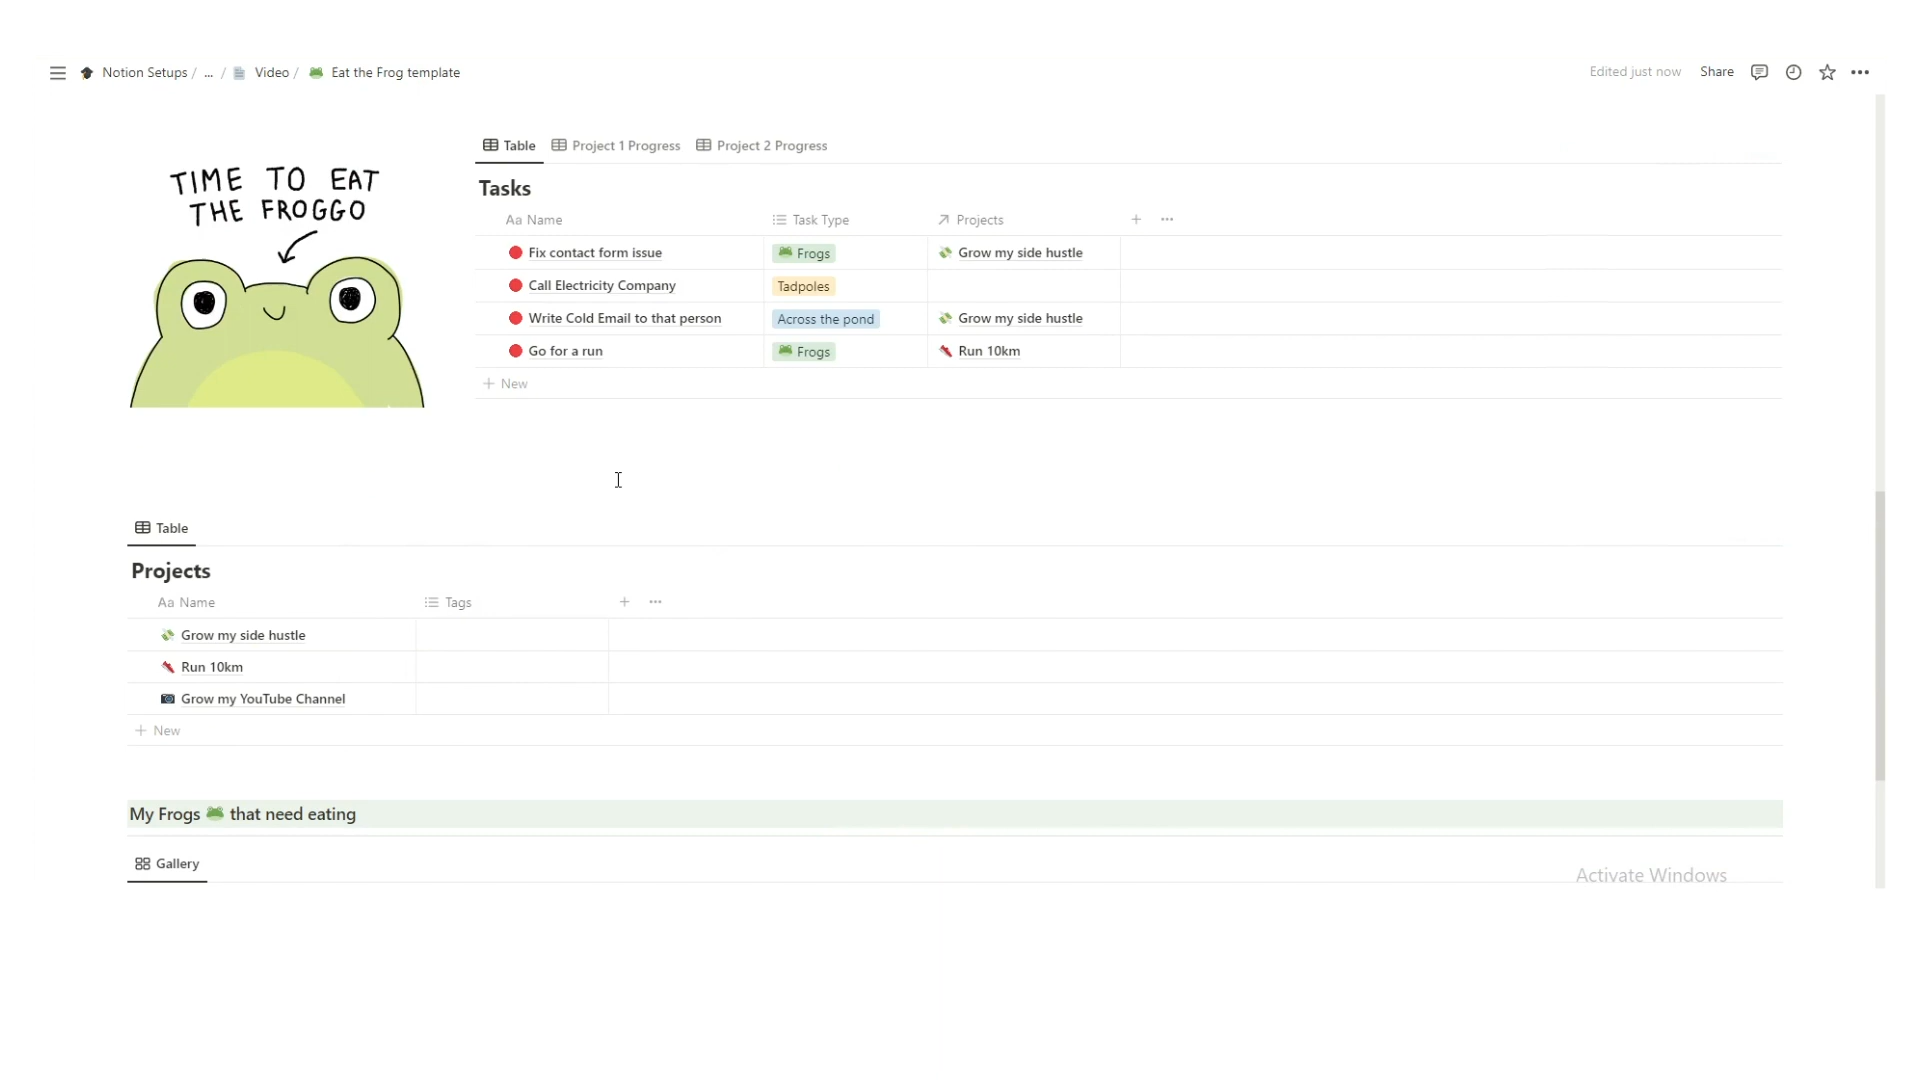 Notion Setups / ... / Video / Eat the Frog template
Edited just now Share
TIME TO EAT
THE FROGGO
Table Project 1 Progress Project 2 Progress
Tasks
Aa Name Task Type Projects
Fix contact form issue Frogs Grow my side hustle
Call Electricity Company Tadpoles
Write Cold Email to that person Across the pond Grow my side hustle
Go for a run Frogs Run 10km
+ New
Table
Projects
Aa Name Tags
Grow my side hustle
Run 10km
Grow my YouTube Channel
+ New
My Frogs 🐸 that need eating
Gallery
Activate Windows